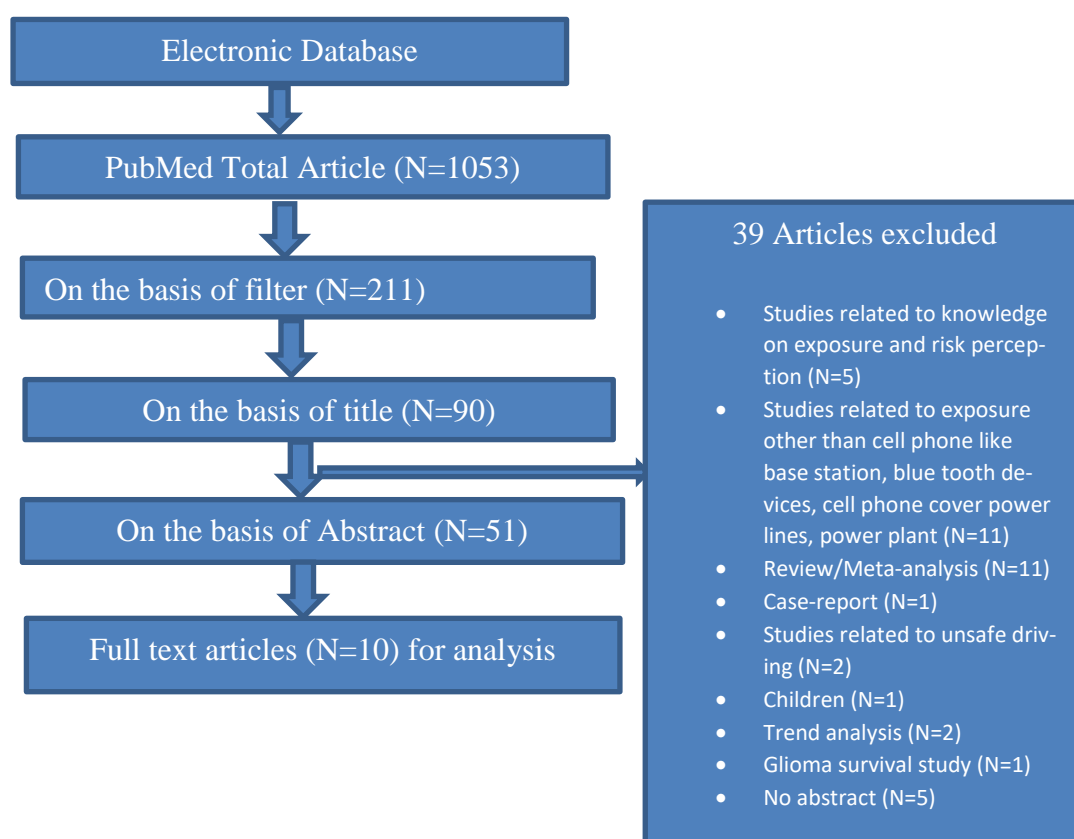 Electronic Database
PubMed Total Article (N=1053)
On the basis of filter (N=211)
On the basis of title (N=90)
On the basis of Abstract (N=51)
Full text articles (N=10) for analysis
39 Articles excluded
• Studies related to knowledge
on exposure and risk percep-
tion (N=5)
• Studies related to exposure
other than cell phone like
base station, blue tooth de-
vices, cell phone cover power
lines, power plant (N=11)
• Review/Meta-analysis (N=11)
• Case-report (N=1)
• Studies related to unsafe driv-
ing (N=2)
• Children (N=1)
• Trend analysis (N=2)
• Glioma survival study (N=1)
• No abstract (N=5)